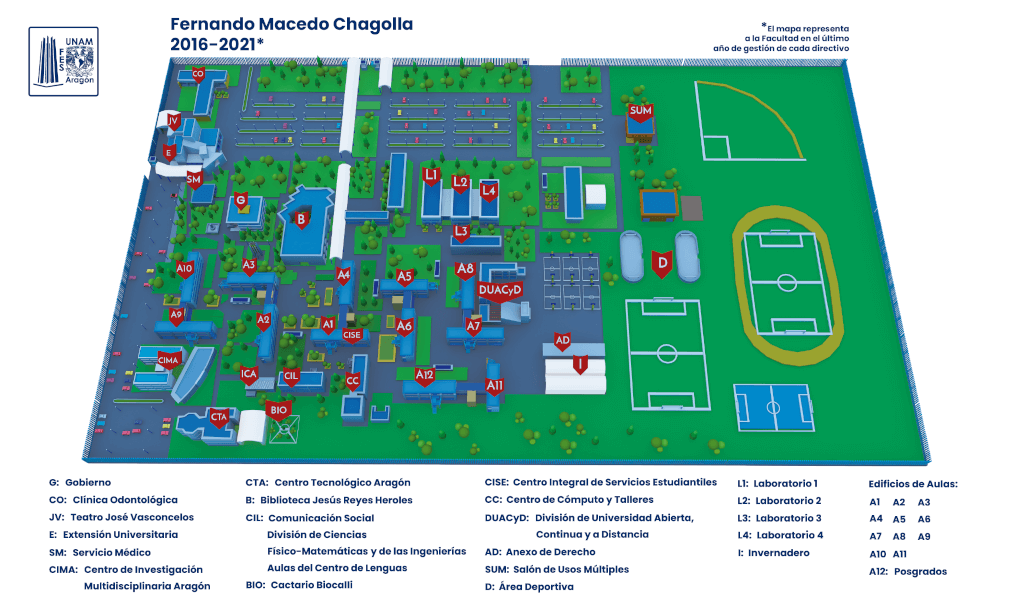 Fernando Macedo Chagolla
2016-2021*
*El mapa representa
a la Facultad en el último
año de gestión de cada directivo
UNAM
FES
Aragón
CO
JV
E
SM
G
B
SUM
L1
L2
L4
L3
D
A10
A3
A4
A5
A8
DUACyD
A9
A2
A1
CISE
A6
A7
AD
I
CIMA
ICA
CIL
CC
A12
A11
CTA
BIO
G: Gobierno
CO: Clínica Odontológica
JV: Teatro José Vasconcelos
E: Extensión Universitaria
SM: Servicio Médico
CIMA: Centro de Investigación
Multidisciplinaria Aragón
CTA: Centro Tecnológico Aragón
B: Biblioteca Jesús Reyes Heroles
CIL: Comunicación Social
División de Ciencias
Físico-Matemáticas y de las Ingenierías
Aulas del Centro de Lenguas
BIO: Cactario Biocalli
CISE: Centro Integral de Servicios Estudiantiles
CC: Centro de Cómputo y Talleres
DUACyD: División de Universidad Abierta,
Continua y a Distancia
AD: Anexo de Derecho
SUM: Salón de Usos Múltiples
D: Área Deportiva
L1: Laboratorio 1
L2: Laboratorio 2
L3: Laboratorio 3
L4: Laboratorio 4
I: Invernadero
Edificios de Aulas:
A1 A2 A3
A4 A5 A6
A7 A8 A9
A10 A11
A12: Posgrados